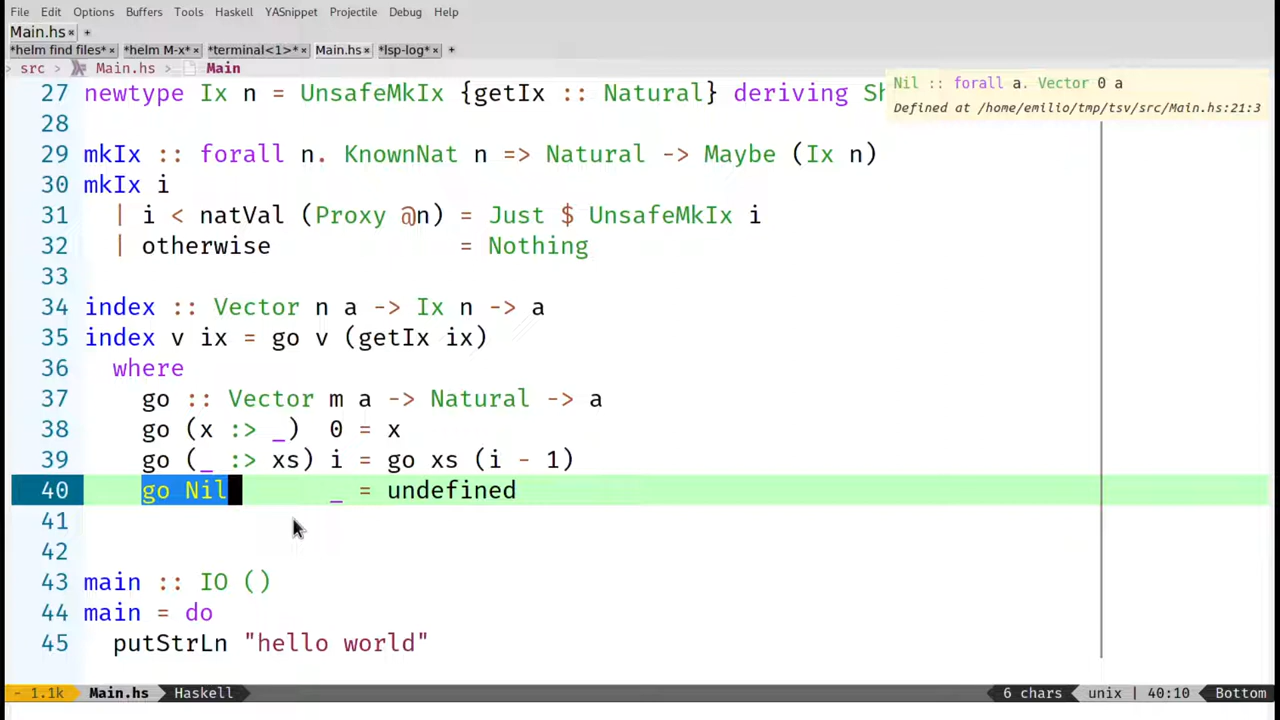 File Edit Options Buffers Tools Haskell YASnippet Projectile Debug Help
Main.hs × +
*helm find files* × *helm M-x* × *terminal<1>* × Main.hs × *lsp-log* × +
> src Main.hs > Main
Nil :: forall a. Vector 0 a
Defined at /home/emilio/tmp/tsv/src/Main.hs:21:3
27 newtype Ix n = UnsafeMkIx {getIx :: Natural} deriving
28
29 mkIx :: forall n. KnownNat n => Natural -> Maybe (Ix n)
30 mkIx i
31 | i < natVal (Proxy @n) = Just $ UnsafeMkIx i
32 | otherwise = Nothing
33
34 index :: Vector n a -> Ix n -> a
35 index v ix = go v (getIx ix)
36 where
37 go :: Vector m a -> Natural -> a
38 go (x :> _) 0 = x
39 go (_ :> xs) i = go xs (i - 1)
40 go Nil _ = undefined
41
42
43 main :: IO ()
44 main = do
45 putStrLn "hello world"
- 1.1k Main.hs Haskell 6 chars unix | 40:10 Bottom